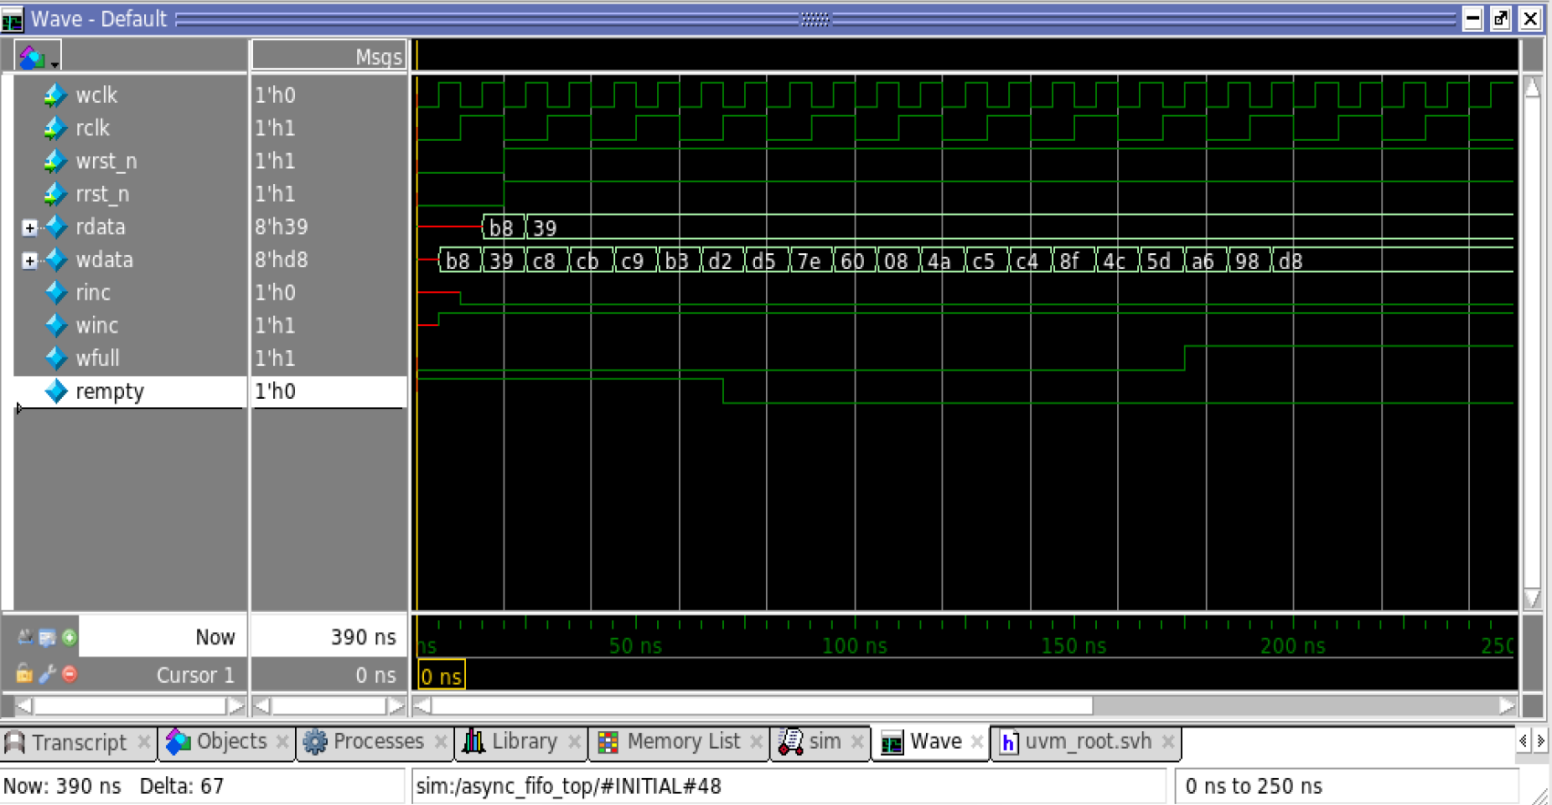 Wave - Default
Msgs
wclk 1'h0
rclk 1'h1
wrst_n 1'h1
rrst_n 1'h1
rdata 8'h39 b8 39
wdata 8'hd8 b8 39 c8 cb c9 b3 d2 d5 7e 60 08 4a c5 c4 8f 4c 5d a6 98 d8
rinc 1'h0
winc 1'h1
wfull 1'h1
rempty 1'h0
Now 390 ns ns 50 ns 100 ns 150 ns 200 ns 250
Cursor 1 0 ns 0 ns
Transcript Objects Processes Library Memory List sim Wave h uvm_root.svh
Now: 390 ns Delta: 67 sim:/async_fifo_top/#INITIAL#48 0 ns to 250 ns